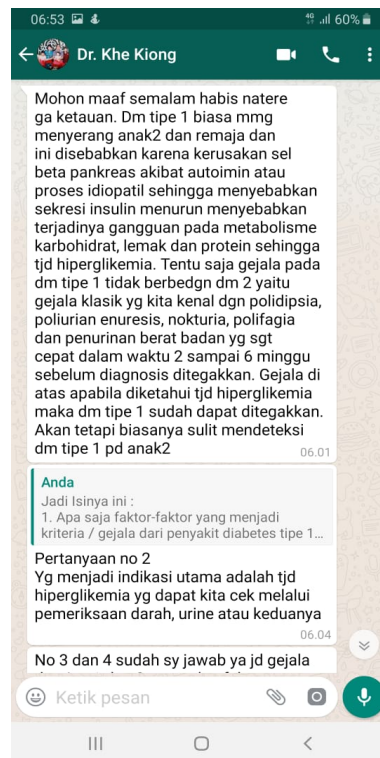 06:53
4G 60%
Dr. Khe Kiong
Mohon maaf semalam habis natere
ga ketauan. Dm tipe 1 biasa mmg
menyerang anak2 dan remaja dan
ini disebabkan karena kerusakan sel
beta pankreas akibat autoimin atau
proses idiopatil sehingga menyebabkan
sekresi insulin menurun menyebabkan
terjadinya gangguan pada metabolisme
karbohidrat, lemak dan protein sehingga
tjd hiperglikemia. Tentu saja gejala pada
dm tipe 1 tidak berbedgn dm 2 yaitu
gejala klasik yg kita kenal dgn polidipsia,
poliurian enuresis, nokturia, polifagia
dan penurinan berat badan yg sgt
cepat dalam waktu 2 sampai 6 minggu
sebelum diagnosis ditegakkan. Gejala di
atas apabila diketahui tjd hiperglikemia
maka dm tipe 1 sudah dapat ditegakkan.
Akan tetapi biasanya sulit mendeteksi
dm tipe 1 pd anak2
06.01
Anda
Jadi Isinya ini :
1. Apa saja faktor-faktor yang menjadi
kriteria / gejala dari penyakit diabetes tipe 1...
Pertanyaan no 2
Yg menjadi indikasi utama adalah tjd
hiperglikemia yg dapat kita cek melalui
pemeriksaan darah, urine atau keduanya
06.04
No 3 dan 4 sudah sy jawab ya jd gejala
Ketik pesan